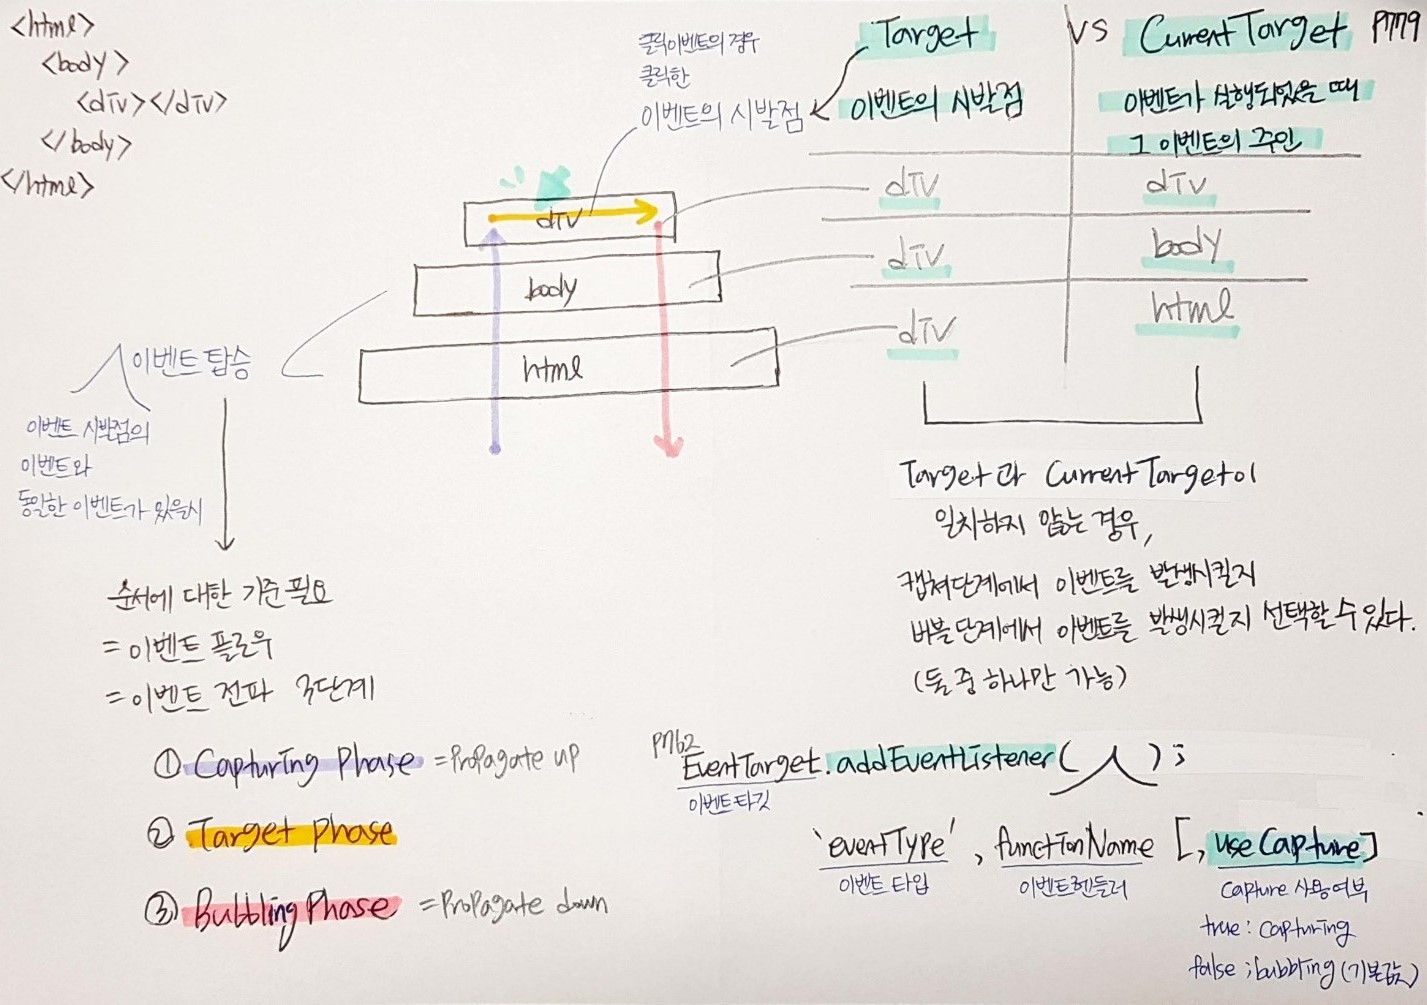 <html>
<body>
<div></div>
</body>
</html>
클릭이벤트의 경우
클릭한
이벤트의 시발점
Target VS CurrentTarget P779
이벤트의 시발점
이벤트가 실행되었을 때
그 이벤트의 주인
div div
div body
div html
div
body
html
이벤트 탑승
이벤트 시발점의
이벤트와
동일한 이벤트가 있을시
순서에 대한 기준 필요
= 이벤트 플로우
= 이벤트 전파 3단계
① Capturing Phase = Propagate up
② Target Phase
③ Bubbling Phase = Propagate down
Target과 CurrentTarget이
일치하지 않는 경우,
캡쳐단계에서 이벤트를 발생시킬지
버블단계에서 이벤트를 발생시킬지 선택할 수 있다.
(둘 중 하나만 가능)
P762
EventTarget.addEventListener( );
이벤트타깃
'eventType', functionName [, useCapture]
이벤트 타입 이벤트핸들러 capture 사용여부
true : capturing
false ; bubbling (기본값)